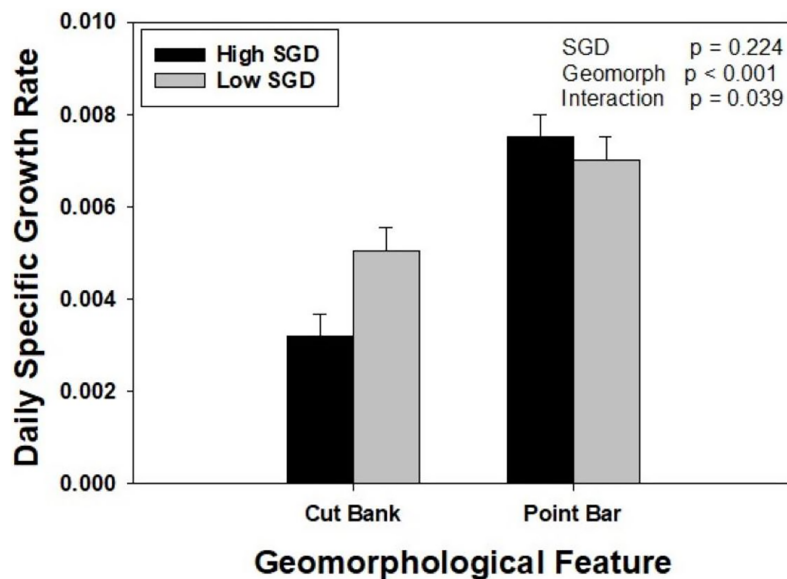 0.010
0.008
0.006
0.004
0.002
0.000
Daily Specific Growth Rate
High SGD
Low SGD
SGD p = 0.224
Geomorph p < 0.001
Interaction p = 0.039
Cut Bank Point Bar
Geomorphological Feature